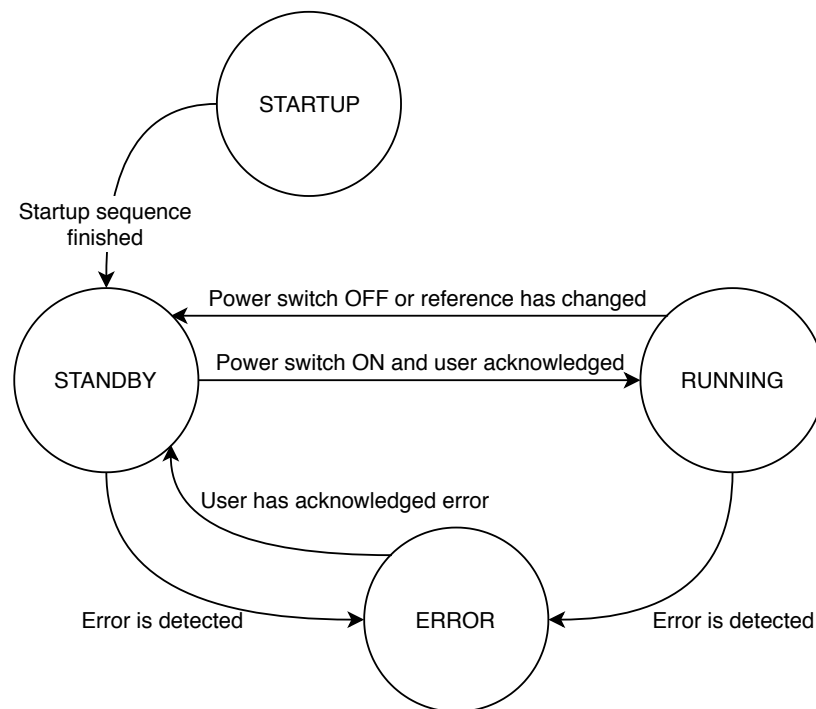 STARTUP
Startup sequence
finished
Power switch OFF or reference has changed
Power switch ON and user acknowledged
STANDBY
RUNNING
User has acknowledged error
Error is detected
ERROR
Error is detected